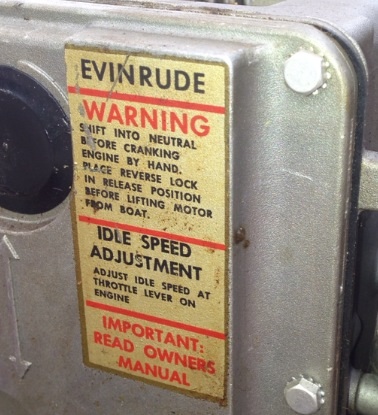 EVINRUDE
WARNING
SHIFT INTO NEUTRAL
BEFORE CRANKING
ENGINE BY HAND.
PLACE REVERSE LOCK
IN RELEASE POSITION
BEFORE LIFTING MOTOR
FROM BOAT.
IDLE SPEED
ADJUSTMENT
ADJUST IDLE SPEED AT
THROTTLE LEVER ON
ENGINE
IMPORTANT:
READ OWNERS
MANUAL